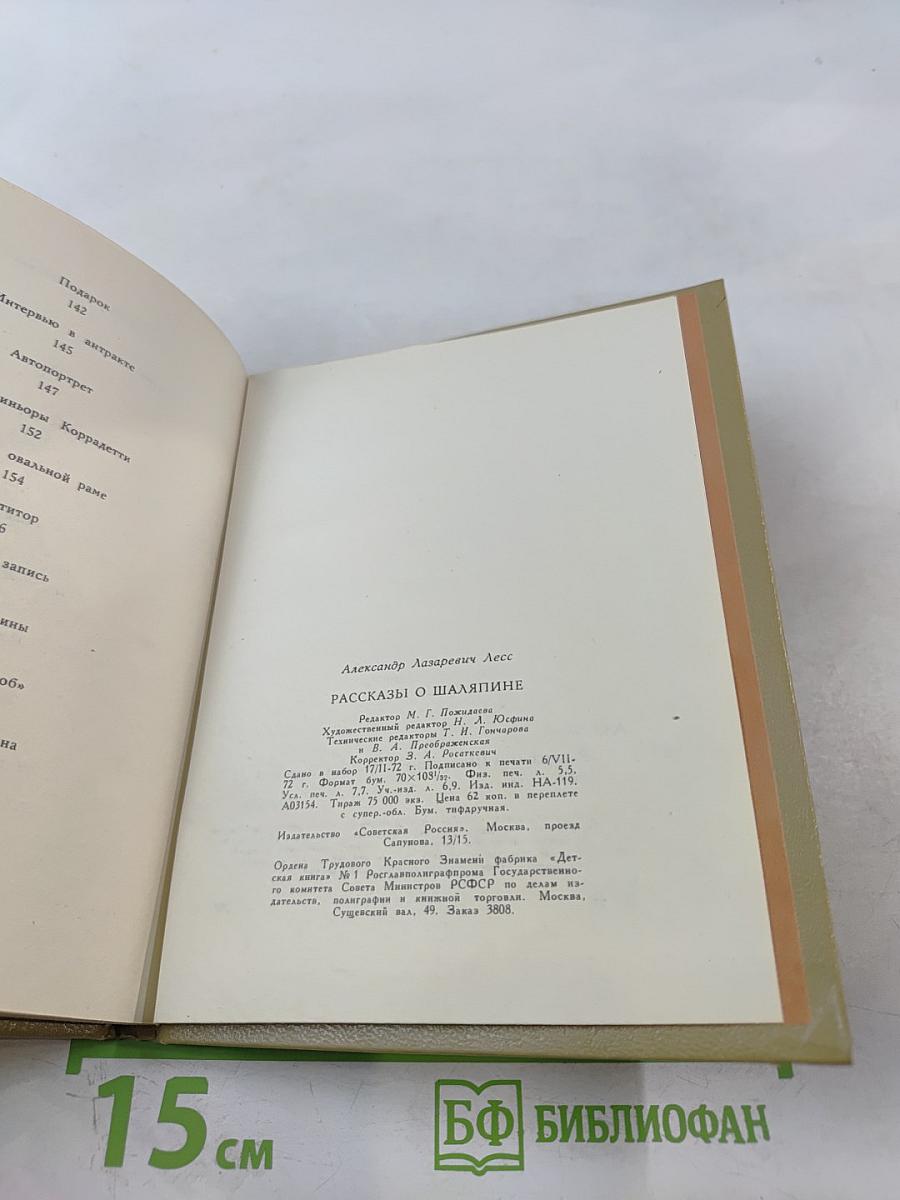 Подарок
142
Интервью в антракте
145
Автопортрет
147
Коррадетти
152
овальной раме
154
запись
Александр Лазаревич Лесс
РАССКАЗЫ О ШАЛЯПИНЕ
Редактор М. Г. Пожидаева
Художественный редактор Н. Л. Юсфина
Технические редакторы Т. И. Гончарова
и В. А. Преображенская
Корректор З. А. Росаткевич
Сдано в набор 17/II-72 г. Подписано к печати 6/VII-
72 г. Формат бум. 70×108¹/₃₂. Физ. печ. л. 5,5.
Усл. печ. л. 7,7. Уч.-изд. л. 6,9. Изд. инд. НА-119.
А03154. Тираж 75 000 экз. Цена 62 коп. в переплете
с супер.-обл. Бум. тифдручная.
Издательство «Советская Россия». Москва, проезд
Сапунова, 13/15.
Ордена Трудового Красного Знамени фабрика «Дет-
ская книга» № 1 Росглавполиграфпрома Государственно-
го комитета Совета Министров РСФСР по делам из-
дательств, полиграфии и книжной торговли. Москва,
Сущевский вал, 49. Заказ 3808.
15 см
БФ БИБЛИОФАН